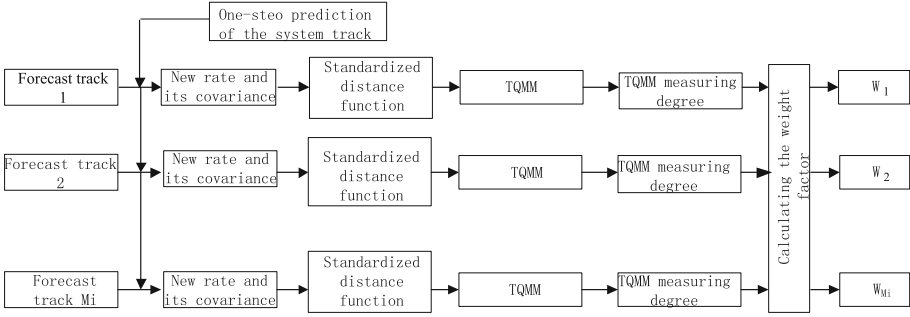 One-steo prediction
of the system track
Forecast track
1
New rate and
its covariance
Standardized
distance
function
TQMM
TQMM measuring
degree
W1
Forecast track
2
New rate and
its covariance
Standardized
distance
function
TQMM
TQMM measuring
degree
W2
Forecast
track Mi
New rate and
its covariance
Standardized
distance
function
TQMM
TQMM measuring
degree
WMi
Calculating the weight
factor